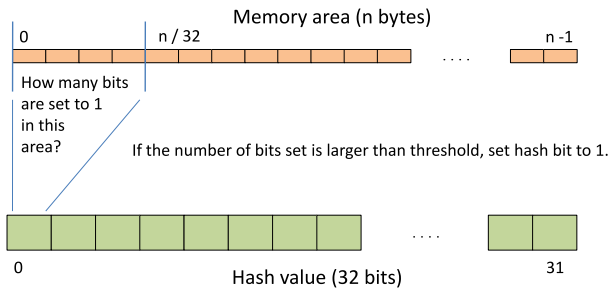 Memory area (n bytes)
0
n / 32
n -1
. . . .
How many bits
are set to 1
in this
area?
If the number of bits set is larger than threshold, set hash bit to 1.
. . . .
0
31
Hash value (32 bits)